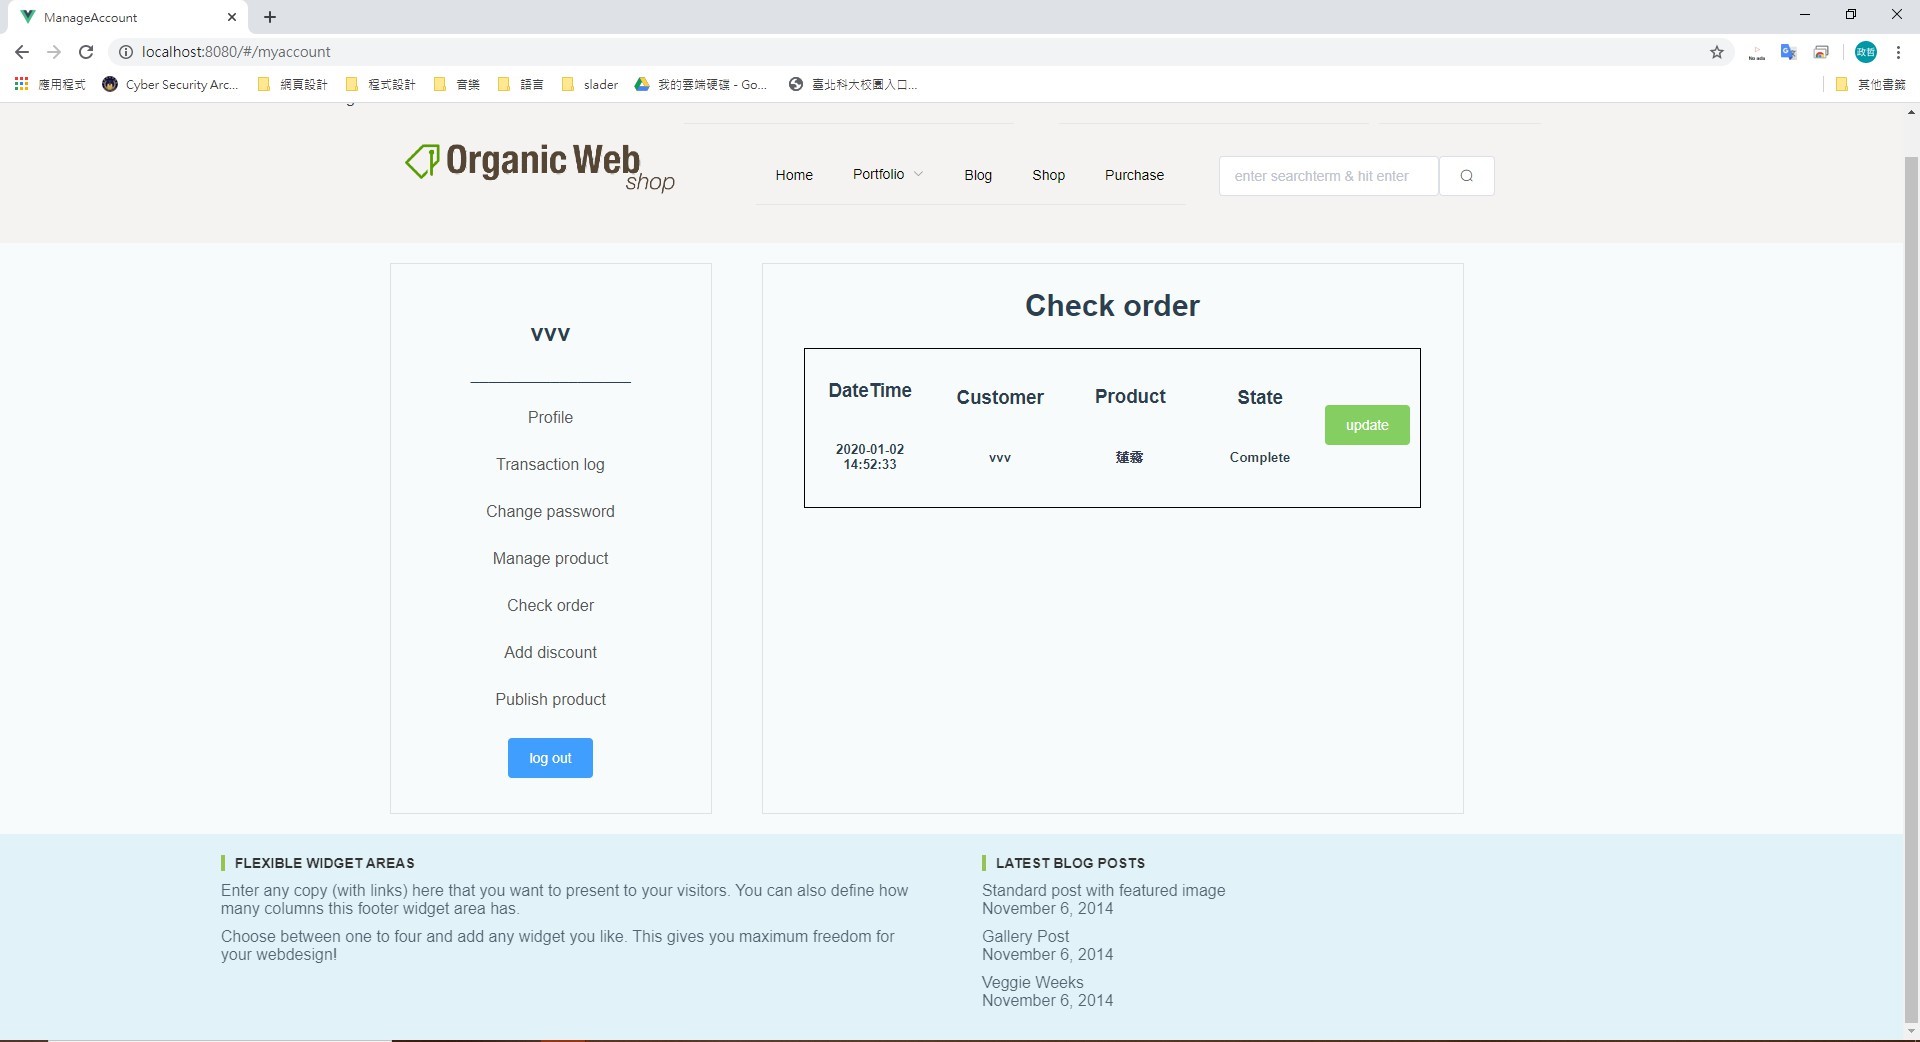 ManageAccount
localhost:8080/#/myaccount
No ads
政哲
應用程式
Cyber Security Arc...
網頁設計
程式設計
音樂
語言
slader
我的雲端硬碟 - Go...
臺北科大校園入口...
其他書籤
Organic Web
shop
Home
Portfolio
Blog
Shop
Purchase
enter searchterm & hit enter
vvv
Profile
Transaction log
Change password
Manage product
Check order
Add discount
Publish product
log out
Check order
DateTime
Customer
Product
State
update
2020-01-02
14:52:33
vvv
蓮霧
Complete
FLEXIBLE WIDGET AREAS
Enter any copy (with links) here that you want to present to your visitors. You can also define how
many columns this footer widget area has.
Choose between one to four and add any widget you like. This gives you maximum freedom for
your webdesign!
LATEST BLOG POSTS
Standard post with featured image
November 6, 2014
Gallery Post
November 6, 2014
Veggie Weeks
November 6, 2014